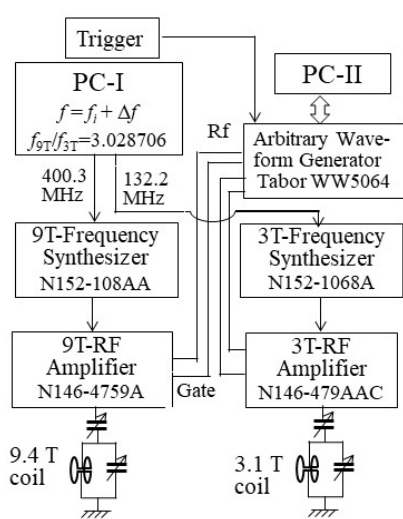 Trigger
PC-I
f = fi + Δf
f9T/f3T=3.028706
PC-II
Rf
Arbitrary Wave-
form Generator
Tabor WW5064
400.3
MHz
132.2
MHz
9T-Frequency
Synthesizer
N152-108AA
3T-Frequency
Synthesizer
N152-1068A
9T-RF
Amplifier
N146-4759A
Gate
3T-RF
Amplifier
N146-479AAC
9.4 T
coil
3.1 T
coil